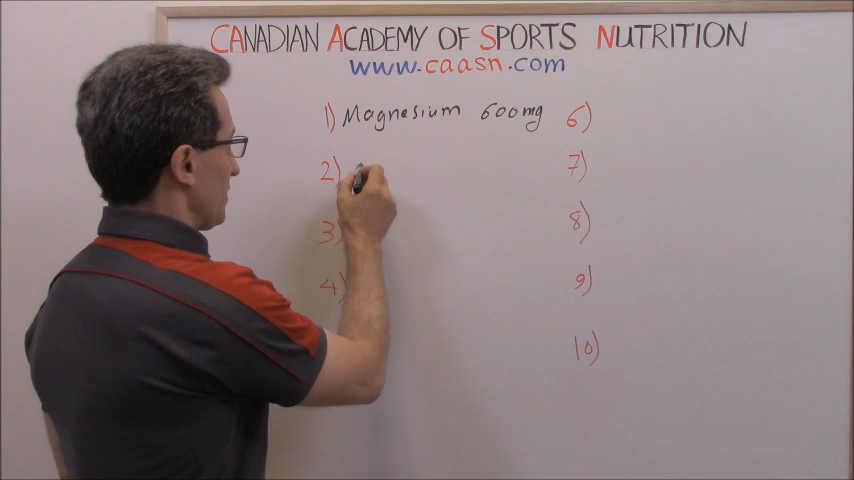 CANADIAN ACADEMY OF SPORTS NUTRITION
www.caasn.com
1) Magnesium 600mg
2)
3)
4)
6)
7)
8)
9)
10)